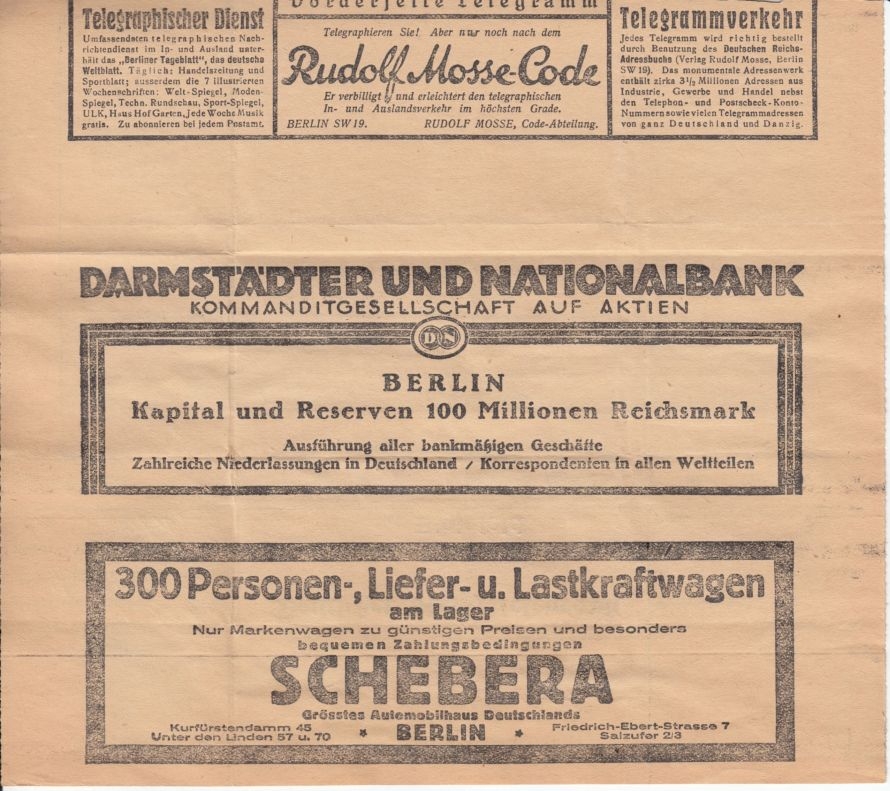 Vorderseite Telegramm
Telegraphischer Dienst
Umfassendsten telegraphischen Nach-
richtendienst im In- und Ausland unter-
hält das „Berliner Tageblatt“, das deutsche
Weltblatt. Täglich: Handelszeitung und
Sportblatt; ausserdem die 7 illustrierten
Wochenschriften: Welt-Spiegel, Moden-
Spiegel, Techn. Rundschau, Sport-Spiegel,
ULK, Haus Hof Garten, Jede Woche Musik
gratis. Zu abonnieren bei jedem Postamt.
Telegraphieren Sie! Aber nur noch nach dem
Rudolf Mosse-Code
Er verbilligt und erleichtert den telegraphischen
In- und Auslandsverkehr im höchsten Grade.
BERLIN SW 19. RUDOLF MOSSE, Code-Abteilung.
Telegrammverkehr
Jedes Telegramm wird richtig bestellt
durch Benutzung des Deutschen Reichs-
Adressbuchs (Verlag Rudolf Mosse, Berlin
SW 19). Das monumentale Adressenwerk
enthält zirka 3½ Millionen Adressen aus
Industrie, Gewerbe und Handel nebst
den Telephon- und Postscheck-Konto-
Nummern sowie vielen Telegrammadressen
von ganz Deutschland und Danzig.
DARMSTÄDTER UND NATIONALBANK
KOMMANDITGESELLSCHAFT AUF AKTIEN
DN
BERLIN
Kapital und Reserven 100 Millionen Reichsmark
Ausführung aller bankmäßigen Geschäfte
Zahlreiche Niederlassungen in Deutschland / Korrespondenten in allen Weltteilen
300 Personen-, Liefer- u. Lastkraftwagen
am Lager
Nur Markenwagen zu günstigen Preisen und besonders
bequemen Zahlungsbedingungen
SCHEBERA
Grösstes Automobilhaus Deutschlands
Kurfürstendamm 45
Unter den Linden 57 u. 70
* BERLIN *
Friedrich-Ebert-Strasse 7
Salzufer 2/3